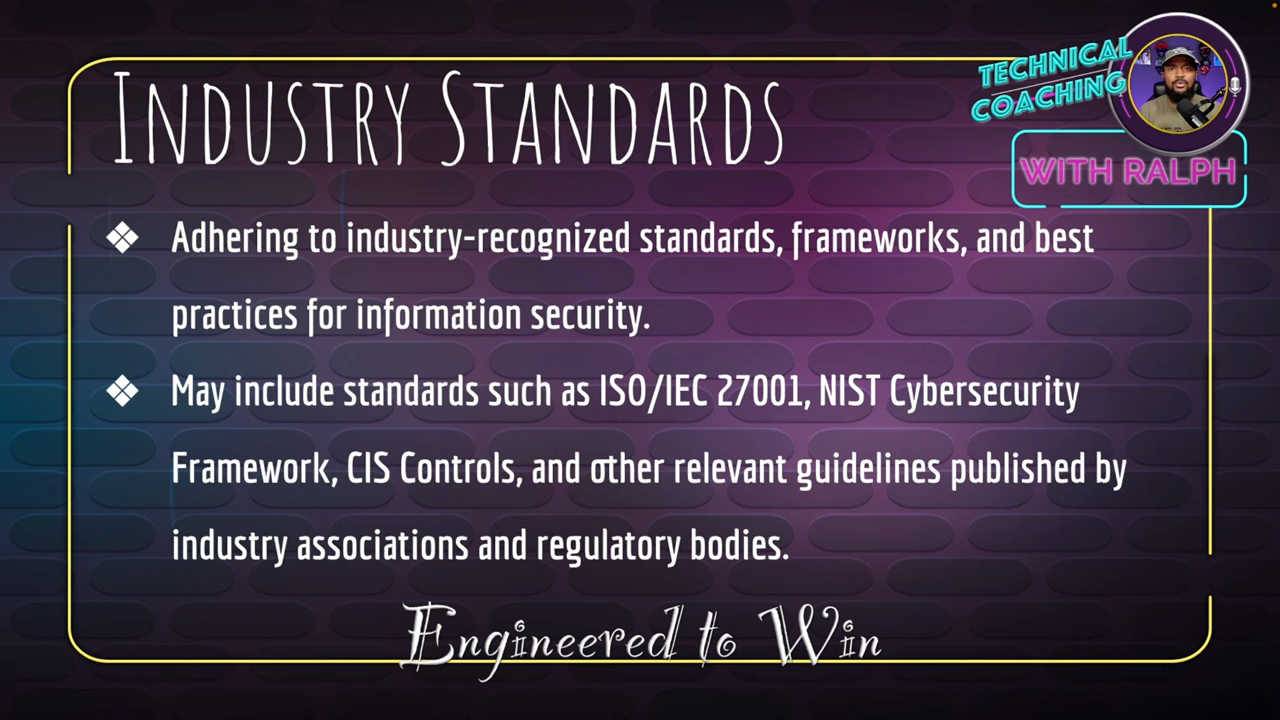 INDUSTRY STANDARDS
TECHNICAL
COACHING
WITH RALPH
❖ Adhering to industry-recognized standards, frameworks, and best
practices for information security.
❖ May include standards such as ISO/IEC 27001, NIST Cybersecurity
Framework, CIS Controls, and other relevant guidelines published by
industry associations and regulatory bodies.
Engineered to Win